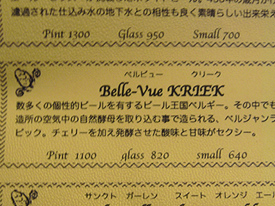 濾過された仕込み水の地下水との相性も良く素晴らしい出来栄
Pint 1300 Glass 950 Small 700
ベルビュー クリーク
Belle-Vue KRIEK
数多くの個性的ビールを有するビール王国ベルギー。その中でも
造所の空気中の自然酵母を取り込む事で造られる、ベルジャンラ
ピック。チェリーを加え発酵させた酸味と甘味がセクシー。
Pint 1100 glass 820 small 640
サンクト ガーレン スイート オレンジ エー